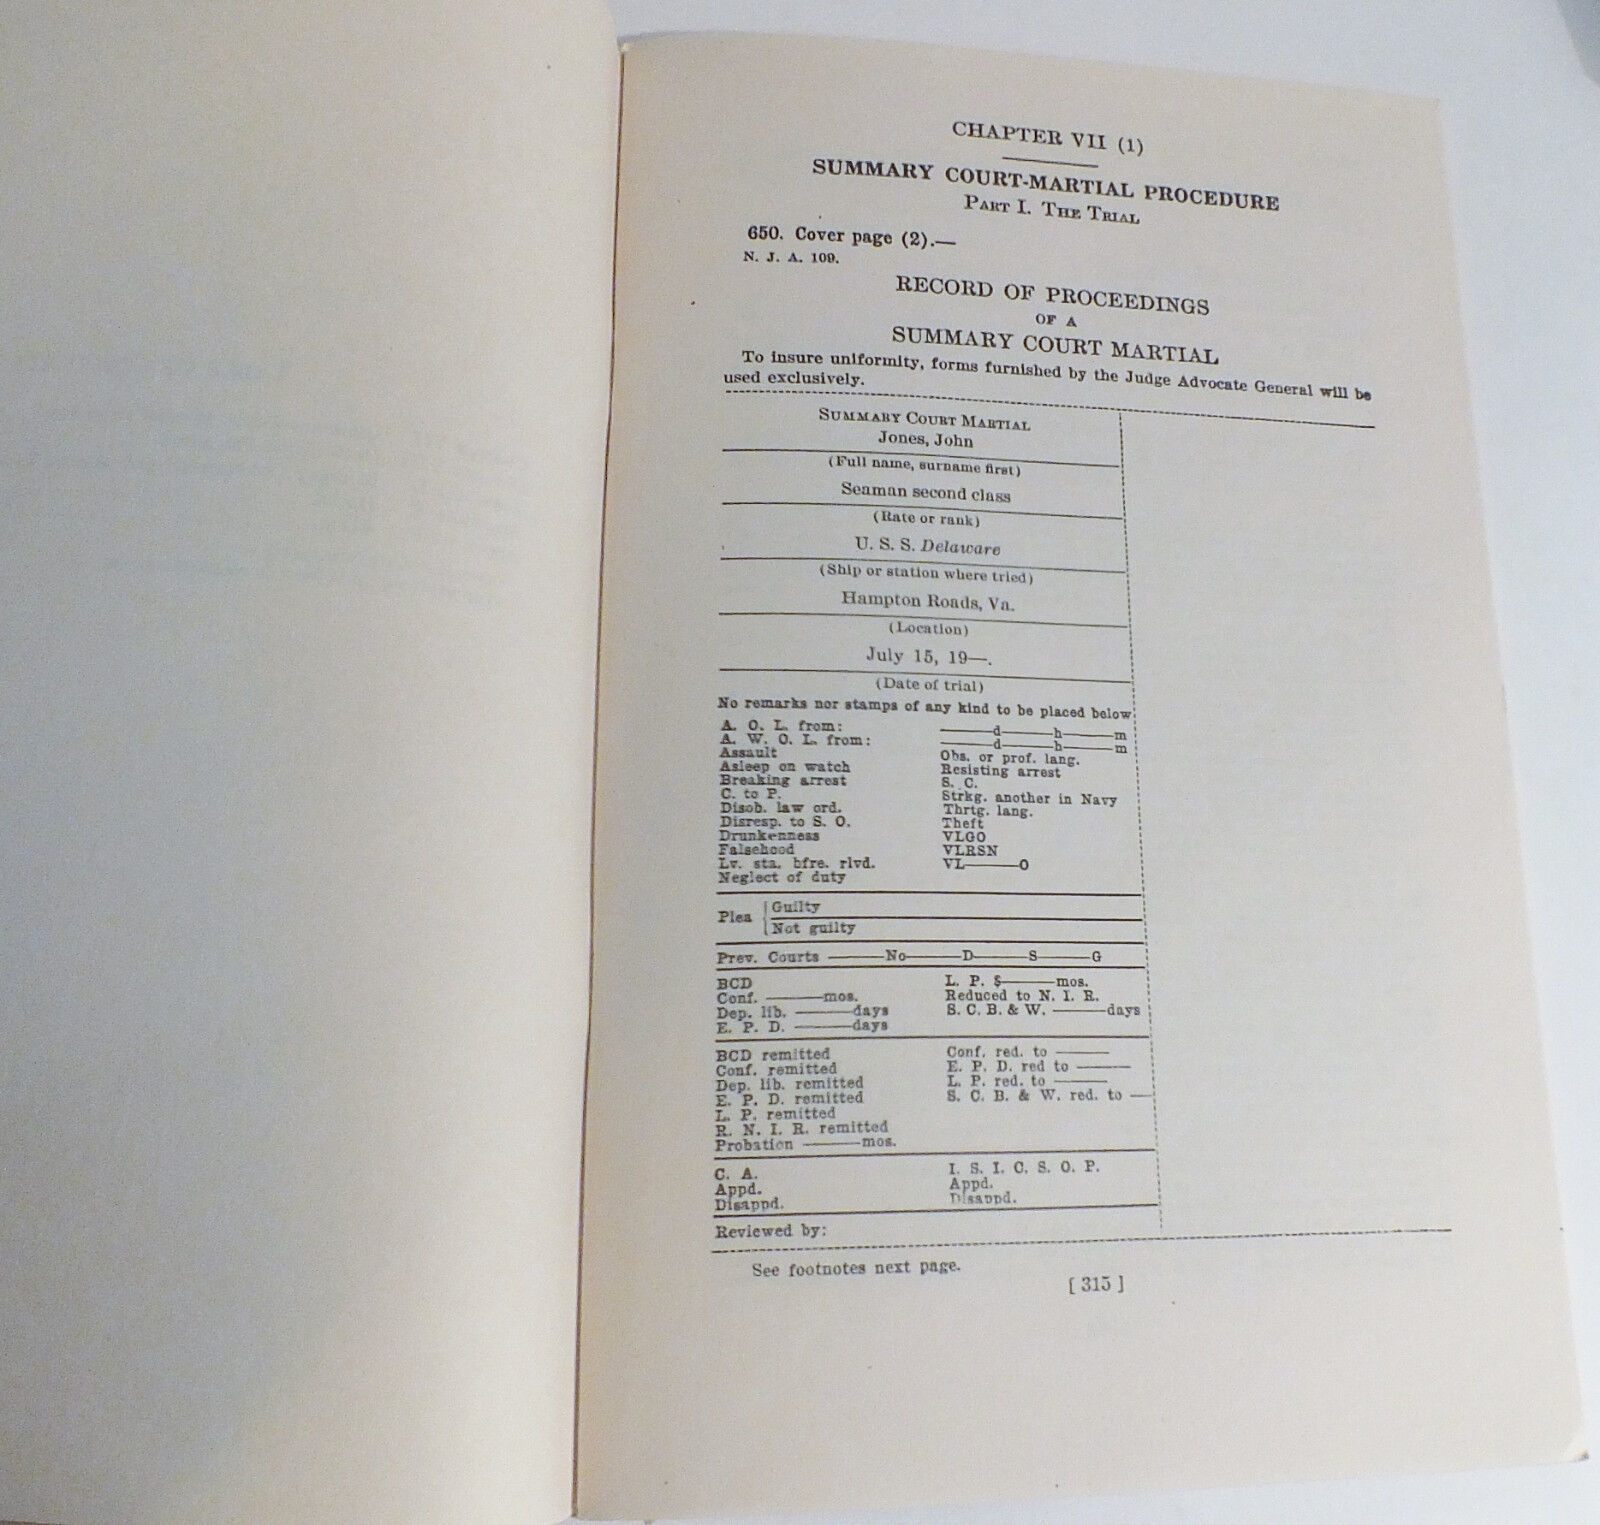 CHAPTER VII (1)
SUMMARY COURT-MARTIAL PROCEDURE
PART I. THE TRIAL
650. Cover page (2).—
N. J. A. 109.
RECORD OF PROCEEDINGS
OF A
SUMMARY COURT MARTIAL
To insure uniformity, forms furnished by the Judge Advocate General will be
used exclusively.
SUMMARY COURT MARTIAL
Jones, John
(Full name, surname first)
Seaman second class
(Rate or rank)
U. S. S. Delaware
(Ship or station where tried)
Hampton Roads, Va.
(Location)
July 15, 19—.
(Date of trial)
No remarks nor stamps of any kind to be placed below
A. O. L. from: ———d———h———m
A. W. O. L. from: ———d———h———m
Assault
Asleep on watch
Breaking arrest
C. to P.
Disob. law ord.
Disresp. to S. O.
Drunkenness
Falsehood
Lv. sta. bfre. rlvd.
Neglect of duty
Obs. or prof. lang.
Resisting arrest
S. C.
Strkg. another in Navy
Thrtg. lang.
Theft
VLGO
VLRSN
VL———O
Plea { Guilty
Not guilty
Prev. Courts ———No———D———S———G
BCD
Conf. ———mos.
Dep. lib. ———days
E. P. D. ———days
L. P. $———mos.
Reduced to N. I. R.
S. C. B. & W. ———days
BCD remitted
Conf. remitted
Dep. lib. remitted
E. P. D. remitted
L. P. remitted
R. N. I. R. remitted
Probation ———mos.
Conf. red. to ———
E. P. D. red to ———
L. P. red. to ———
S. C. B. & W. red. to —
C. A.
Appd.
Disappd.
I. S. I. C. S. O. P.
Appd.
Disappd.
Reviewed by:
See footnotes next page.
[ 315 ]